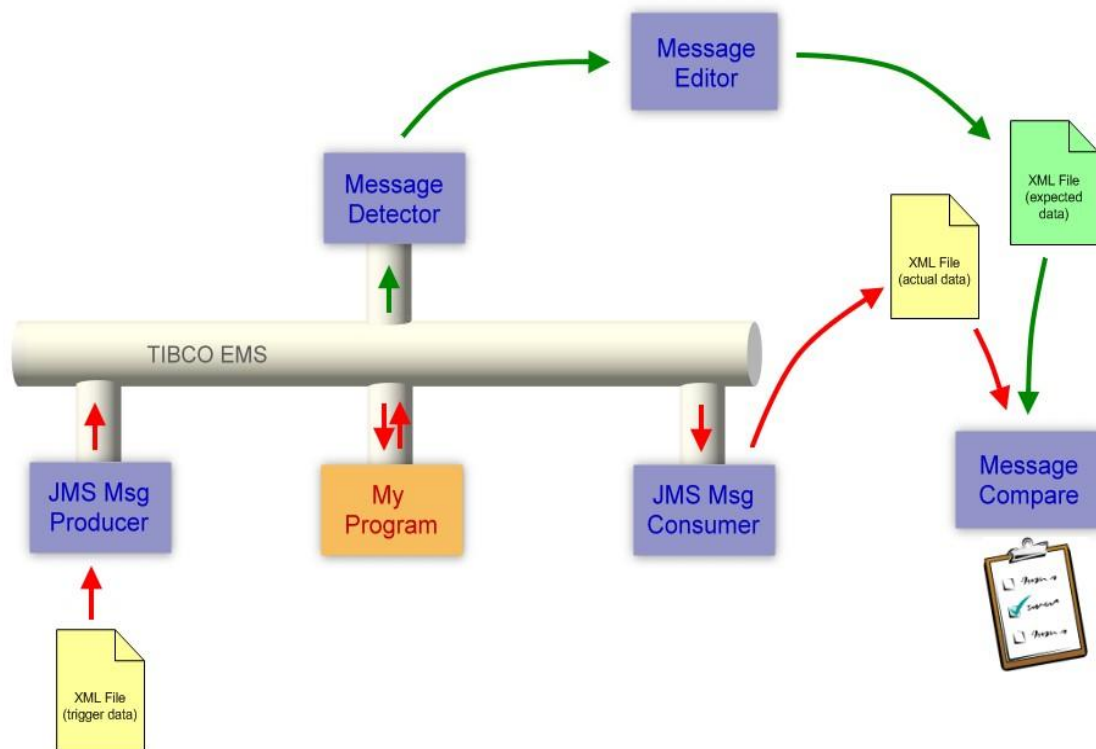 Message
Editor
Message
Detector
XML File
(expected
data)
XML File
(actual data)
TIBCO EMS
JMS Msg
Producer
My
Program
JMS Msg
Consumer
Message
Compare
XML File
(trigger data)